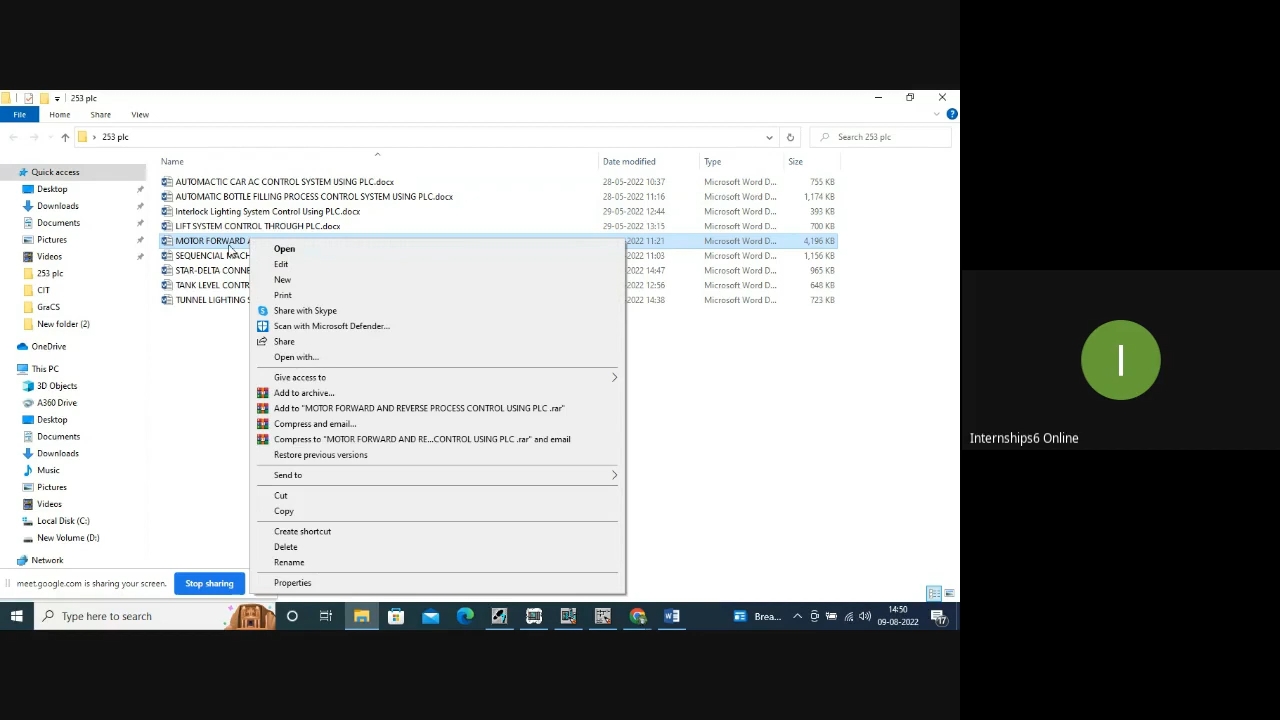 253 plc
File
Home
Share
View
253 plc
Search 253 plc
Name
Date modified
Type
Size
AUTOMACTIC CAR AC CONTROL SYSTEM USING PLC.docx 28-05-2022 10:37 Microsoft Word D... 755 KB
AUTOMATIC BOTTLE FILLING PROCESS CONTROL SYSTEM USING PLC.docx 28-05-2022 11:16 Microsoft Word D... 1,174 KB
Interlock Lighting System Control Using PLC.docx 29-05-2022 12:44 Microsoft Word D... 393 KB
LIFT SYSTEM CONTROL THROUGH PLC.docx 29-05-2022 13:15 Microsoft Word D... 700 KB
MOTOR FORWARD 2022 11:21 Microsoft Word D... 4,196 KB
SEQUENCIAL MACH 2022 11:03 Microsoft Word D... 1,156 KB
STAR-DELTA CONNE 2022 14:47 Microsoft Word D... 965 KB
TANK LEVEL CONTR 2022 12:56 Microsoft Word D... 648 KB
TUNNEL LIGHTING 2022 14:38 Microsoft Word D... 723 KB
Quick access
Desktop
Downloads
Documents
Pictures
Videos
253 plc
CIT
GraCS
New folder (2)
OneDrive
This PC
3D Objects
A360 Drive
Desktop
Documents
Downloads
Music
Pictures
Videos
Local Disk (C:)
New Volume (D:)
Network
Open
Edit
New
Print
Share with Skype
Scan with Microsoft Defender...
Share
Open with...
Give access to
Add to archive...
Add to "MOTOR FORWARD AND REVERSE PROCESS CONTROL USING PLC .rar"
Compress and email...
Compress to "MOTOR FORWARD AND RE...CONTROL USING PLC .rar" and email
Restore previous versions
Send to
Cut
Copy
Create shortcut
Delete
Rename
Properties
meet.google.com is sharing your screen.
Stop sharing
Type here to search
Brea...
14:50
09-08-2022
17
I
Internships6 Online